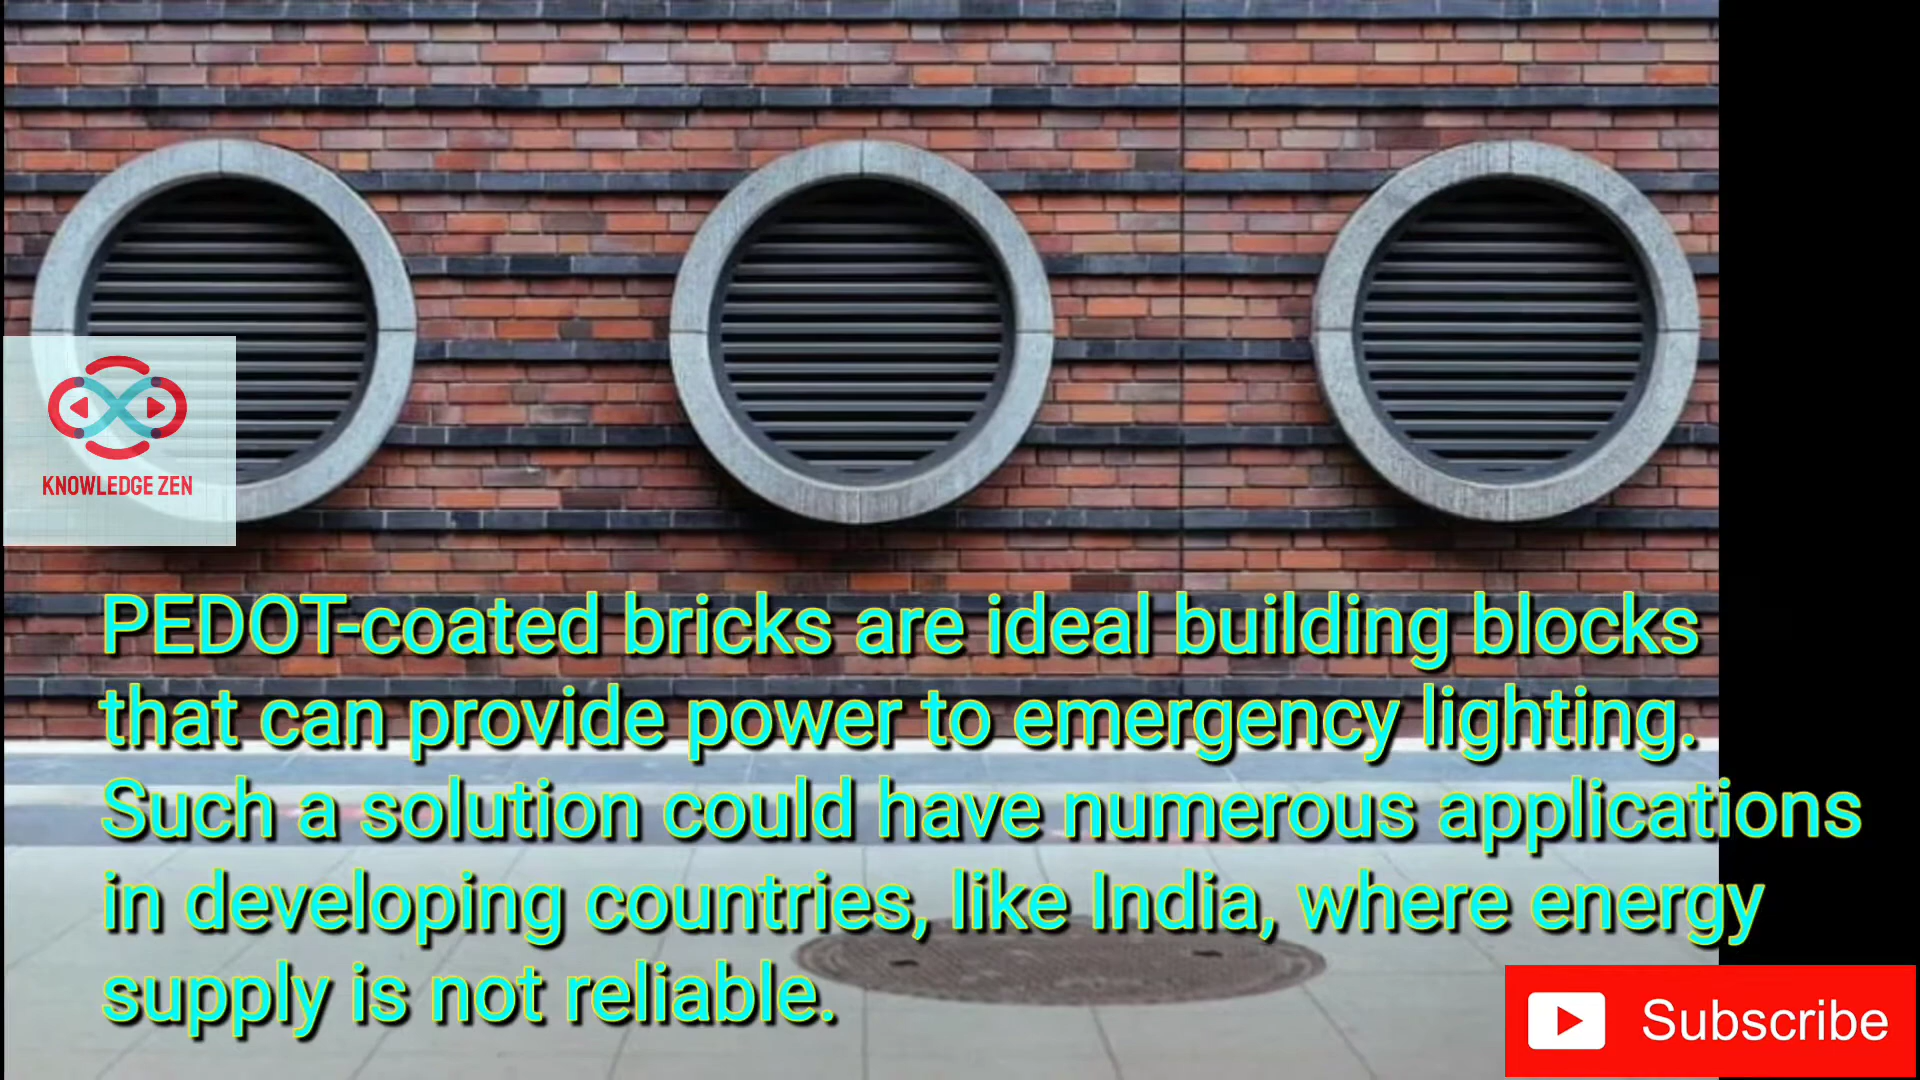 KNOWLEDGE ZEN
PEDOT-coated bricks are ideal building blocks
that can provide power to emergency lighting.
Such a solution could have numerous applications
in developing countries, like India, where energy
supply is not reliable.
Subscribe